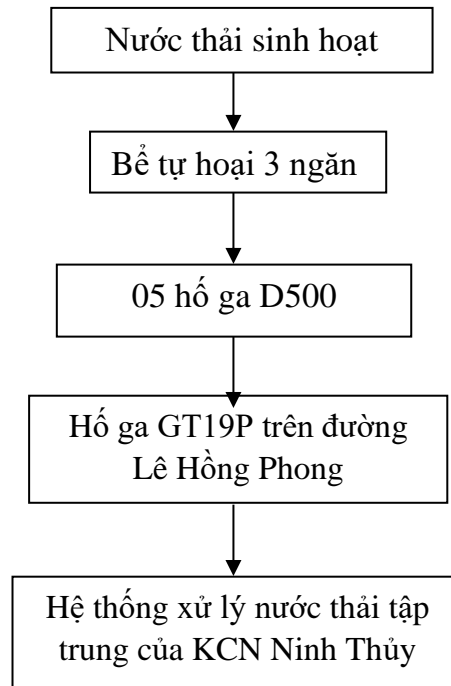 Nước thải sinh hoạt
Bể tự hoại 3 ngăn
05 hố ga D500
Hố ga GT19P trên đường
Lê Hồng Phong
Hệ thống xử lý nước thải tập
trung của KCN Ninh Thủy